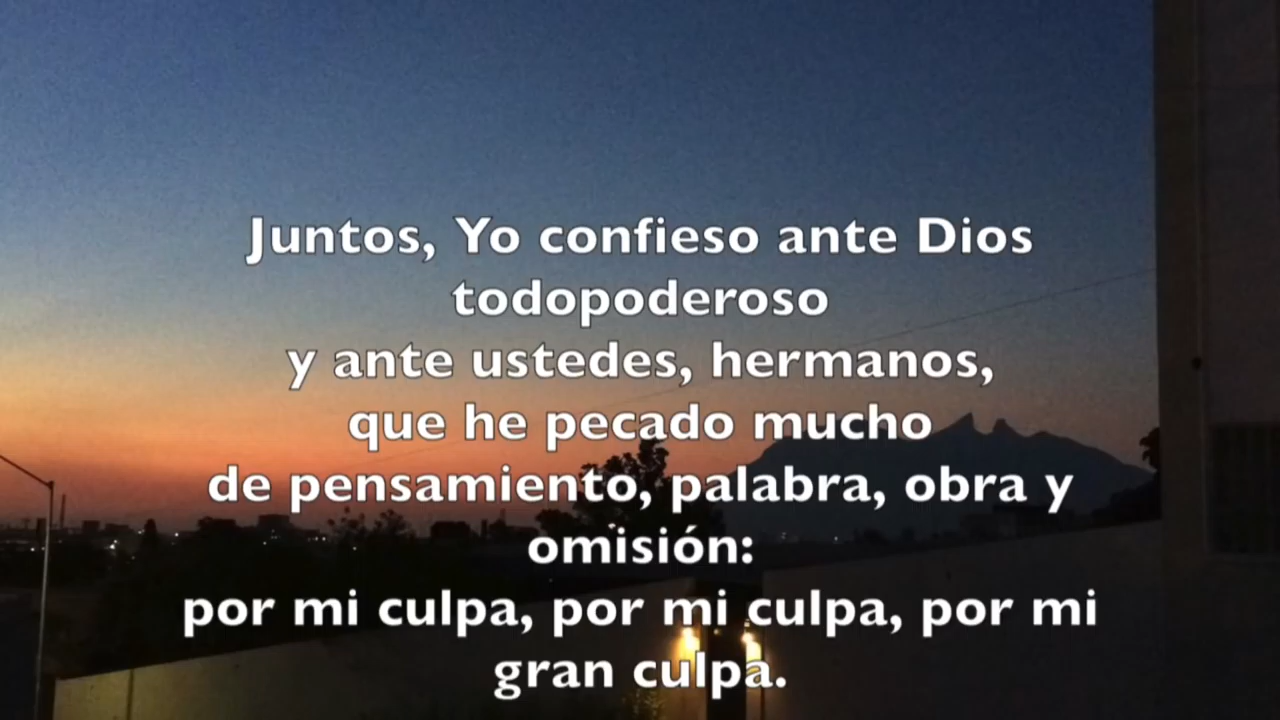 Juntos, Yo confieso ante Dios
todopoderoso
y ante ustedes, hermanos,
que he pecado mucho
de pensamiento, palabra, obra y
omisión:
por mi culpa, por mi culpa, por mi
gran culpa.